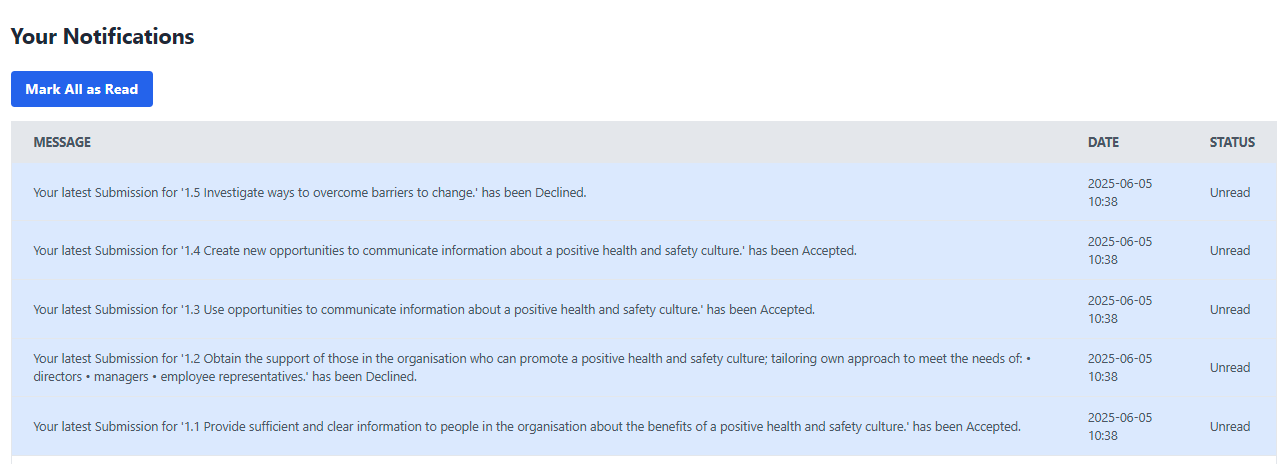 Your Notifications
Mark All as Read
MESSAGE DATE STATUS
Your latest Submission for '1.5 Investigate ways to overcome barriers to change.' has been Declined. 2025-06-05 Unread
10:38
Your latest Submission for '1.4 Create new opportunities to communicate information about a positive health and safety culture.' has been Accepted. 2025-06-05 Unread
10:38
Your latest Submission for '1.3 Use opportunities to communicate information about a positive health and safety culture.' has been Accepted. 2025-06-05 Unread
10:38
Your latest Submission for '1.2 Obtain the support of those in the organisation who can promote a positive health and safety culture; tailoring own approach to meet the needs of: • 2025-06-05 Unread
directors • managers • employee representatives.' has been Declined. 10:38
Your latest Submission for '1.1 Provide sufficient and clear information to people in the organisation about the benefits of a positive health and safety culture.' has been Accepted. 2025-06-05 Unread
10:38